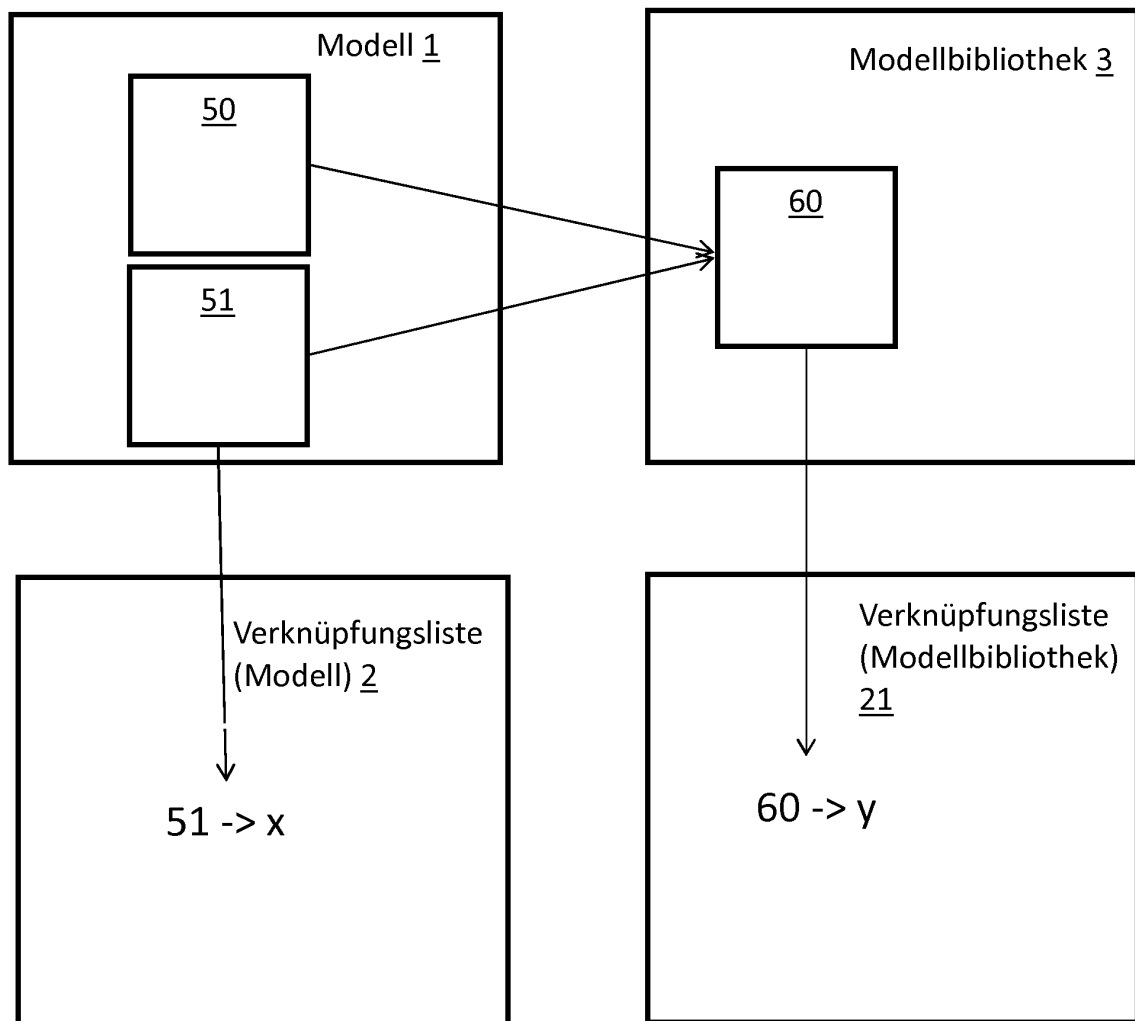 Modell 1
50
51
Modellbibliothek 3
60
Verknüpfungsliste
(Modell) 2
51 -> x
Verknüpfungsliste
(Modellbibliothek)
21
60 -> y